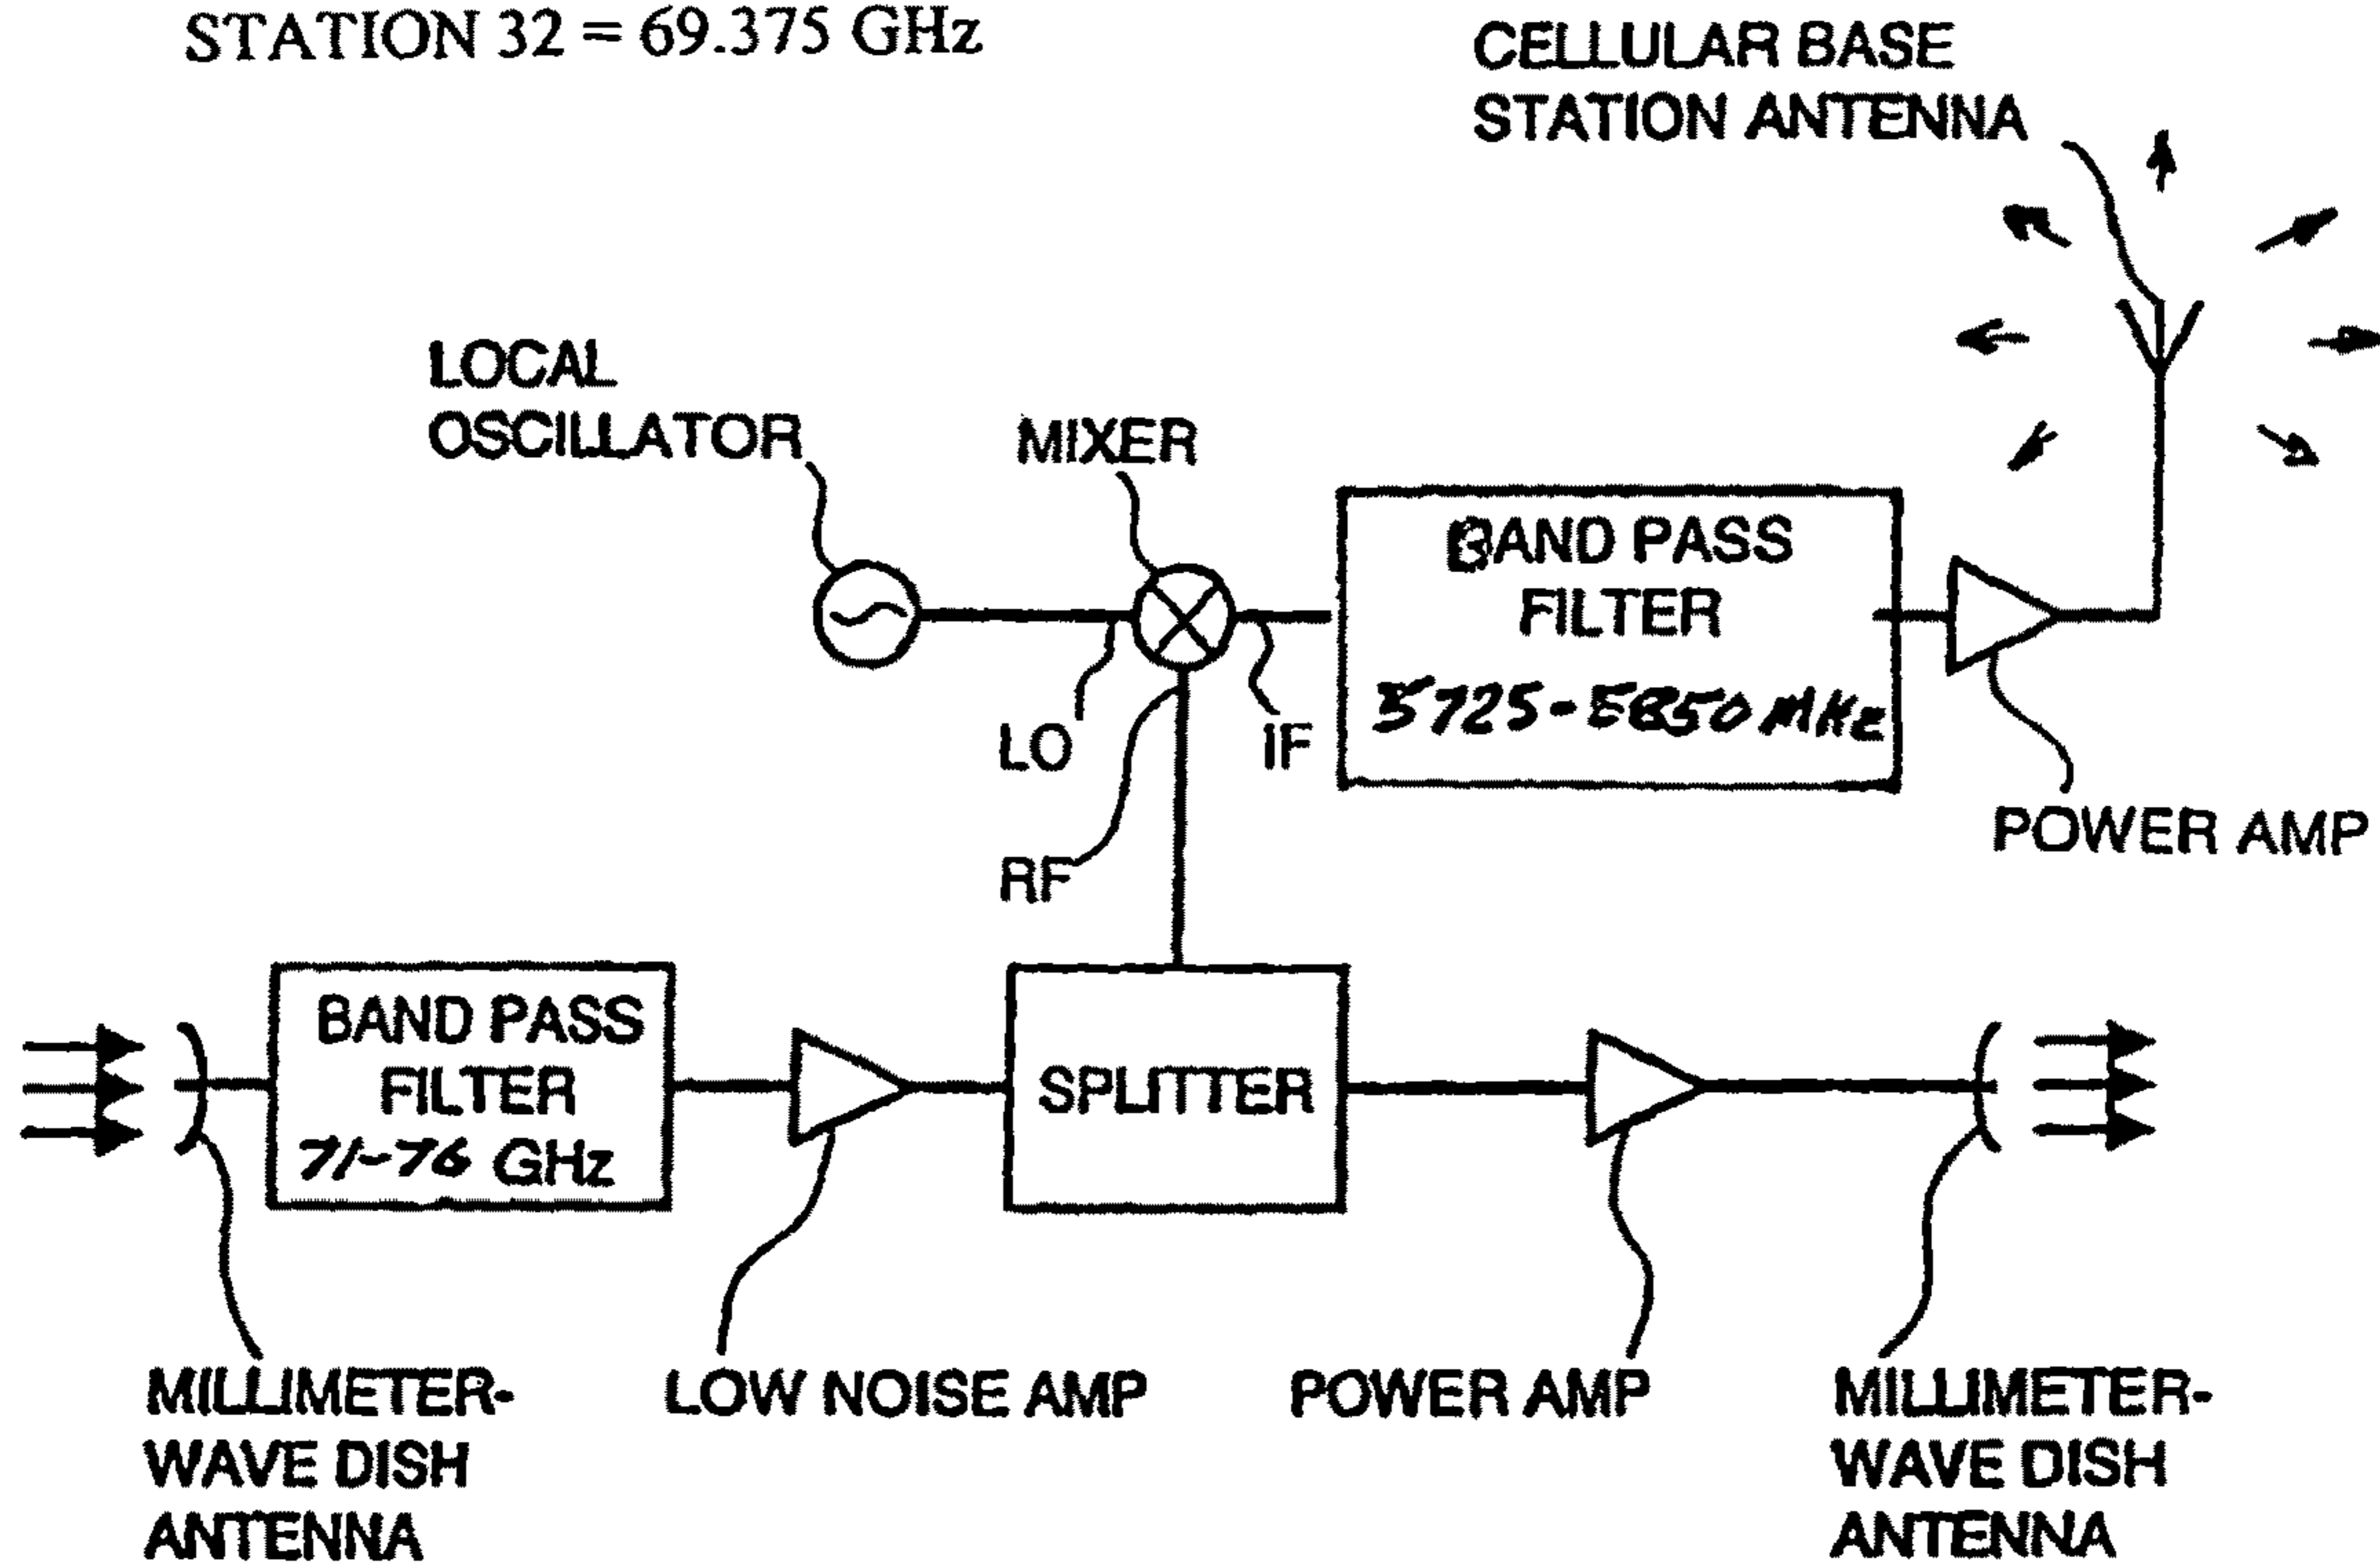 STATION 32 = 69.375 GHz
CELLULAR BASE
STATION ANTENNA
LOCAL
OSCILLATOR
MIXER
BAND PASS
FILTER
5725-5850 MHz
LO
IF
RF
POWER AMP
BAND PASS
FILTER
71-76 GHz
SPLITTER
MILLIMETER-
WAVE DISH
ANTENNA
LOW NOISE AMP
POWER AMP
MILLIMETER-
WAVE DISH
ANTENNA